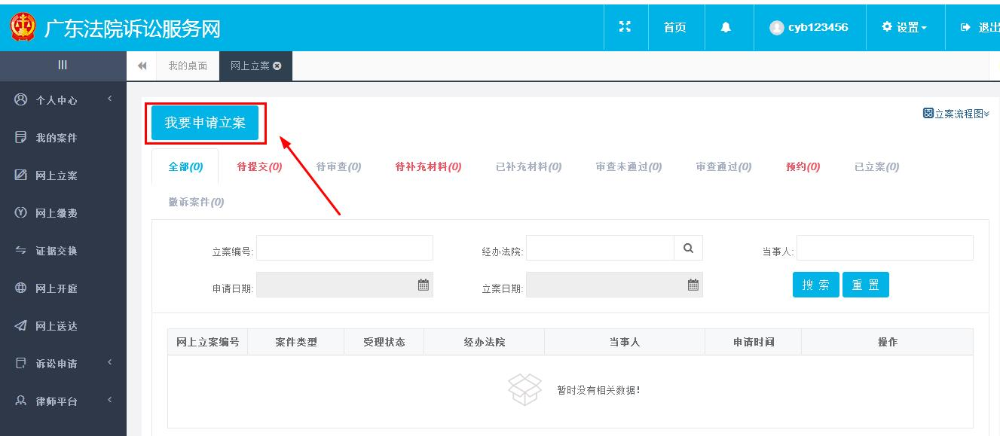 广东法院诉讼服务网
首页
cyb123456
设置
退出
我的桌面
网上立案
个人中心
我的案件
网上立案
网上缴费
证据交换
网上开庭
网上送达
诉讼申请
律师平台
我要申请立案
立案流程图
全部(0) 待提交(0) 待审查(0) 待补充材料(0) 已补充材料(0) 审查未通过(0) 审查通过(0) 预约(0) 已立案(0)
撤诉案件(0)
立案编号: 经办法院: 当事人:
申请日期: 立案日期: 搜 索 重 置
网上立案编号 案件类型 受理状态 经办法院 当事人 申请时间 操作
暂时没有相关数据!